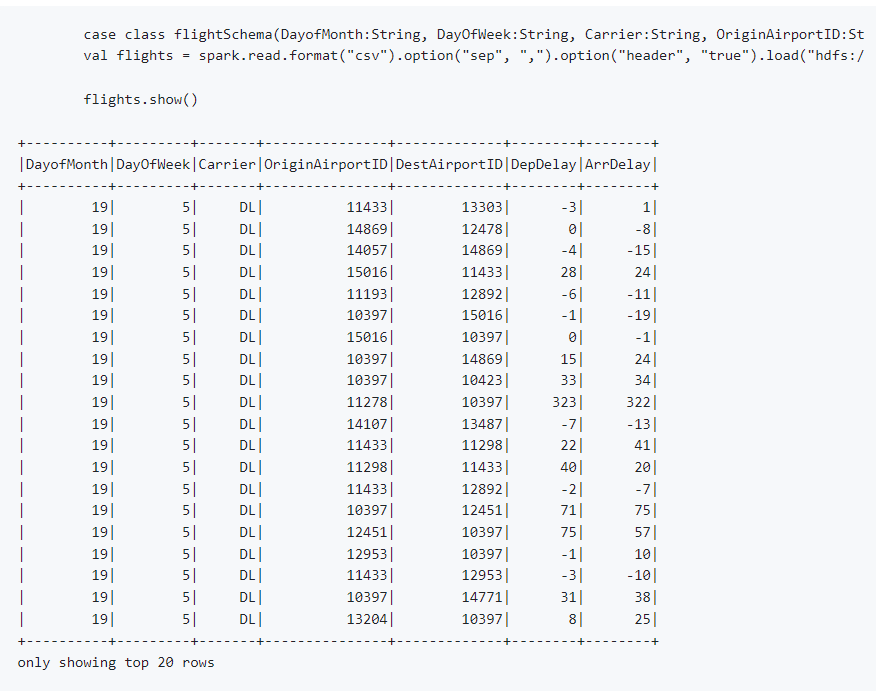 case class flightSchema(DayofMonth:String, DayOfWeek:String, Carrier:String, OriginAirportID:St
val flights = spark.read.format("csv").option("sep", ",").option("header", "true").load("hdfs:/
flights.show()
+----------+---------+-------+---------------+-------------+--------+--------+
|DayofMonth|DayOfWeek|Carrier|OriginAirportID|DestAirportID|DepDelay|ArrDelay|
+----------+---------+-------+---------------+-------------+--------+--------+
|        19|        5|     DL|          11433|        13303|      -3|       1|
|        19|        5|     DL|          14869|        12478|       0|      -8|
|        19|        5|     DL|          14057|        14869|      -4|     -15|
|        19|        5|     DL|          15016|        11433|      28|      24|
|        19|        5|     DL|          11193|        12892|      -6|     -11|
|        19|        5|     DL|          10397|        15016|      -1|     -19|
|        19|        5|     DL|          15016|        10397|       0|      -1|
|        19|        5|     DL|          10397|        14869|      15|      24|
|        19|        5|     DL|          10397|        10423|      33|      34|
|        19|        5|     DL|          11278|        10397|     323|     322|
|        19|        5|     DL|          14107|        13487|      -7|     -13|
|        19|        5|     DL|          11433|        11298|      22|      41|
|        19|        5|     DL|          11298|        11433|      40|      20|
|        19|        5|     DL|          11433|        12892|      -2|      -7|
|        19|        5|     DL|          10397|        12451|      71|      75|
|        19|        5|     DL|          12451|        10397|      75|      57|
|        19|        5|     DL|          12953|        10397|      -1|      10|
|        19|        5|     DL|          11433|        12953|      -3|     -10|
|        19|        5|     DL|          10397|        14771|      31|      38|
|        19|        5|     DL|          13204|        10397|       8|      25|
+----------+---------+-------+---------------+-------------+--------+--------+
only showing top 20 rows